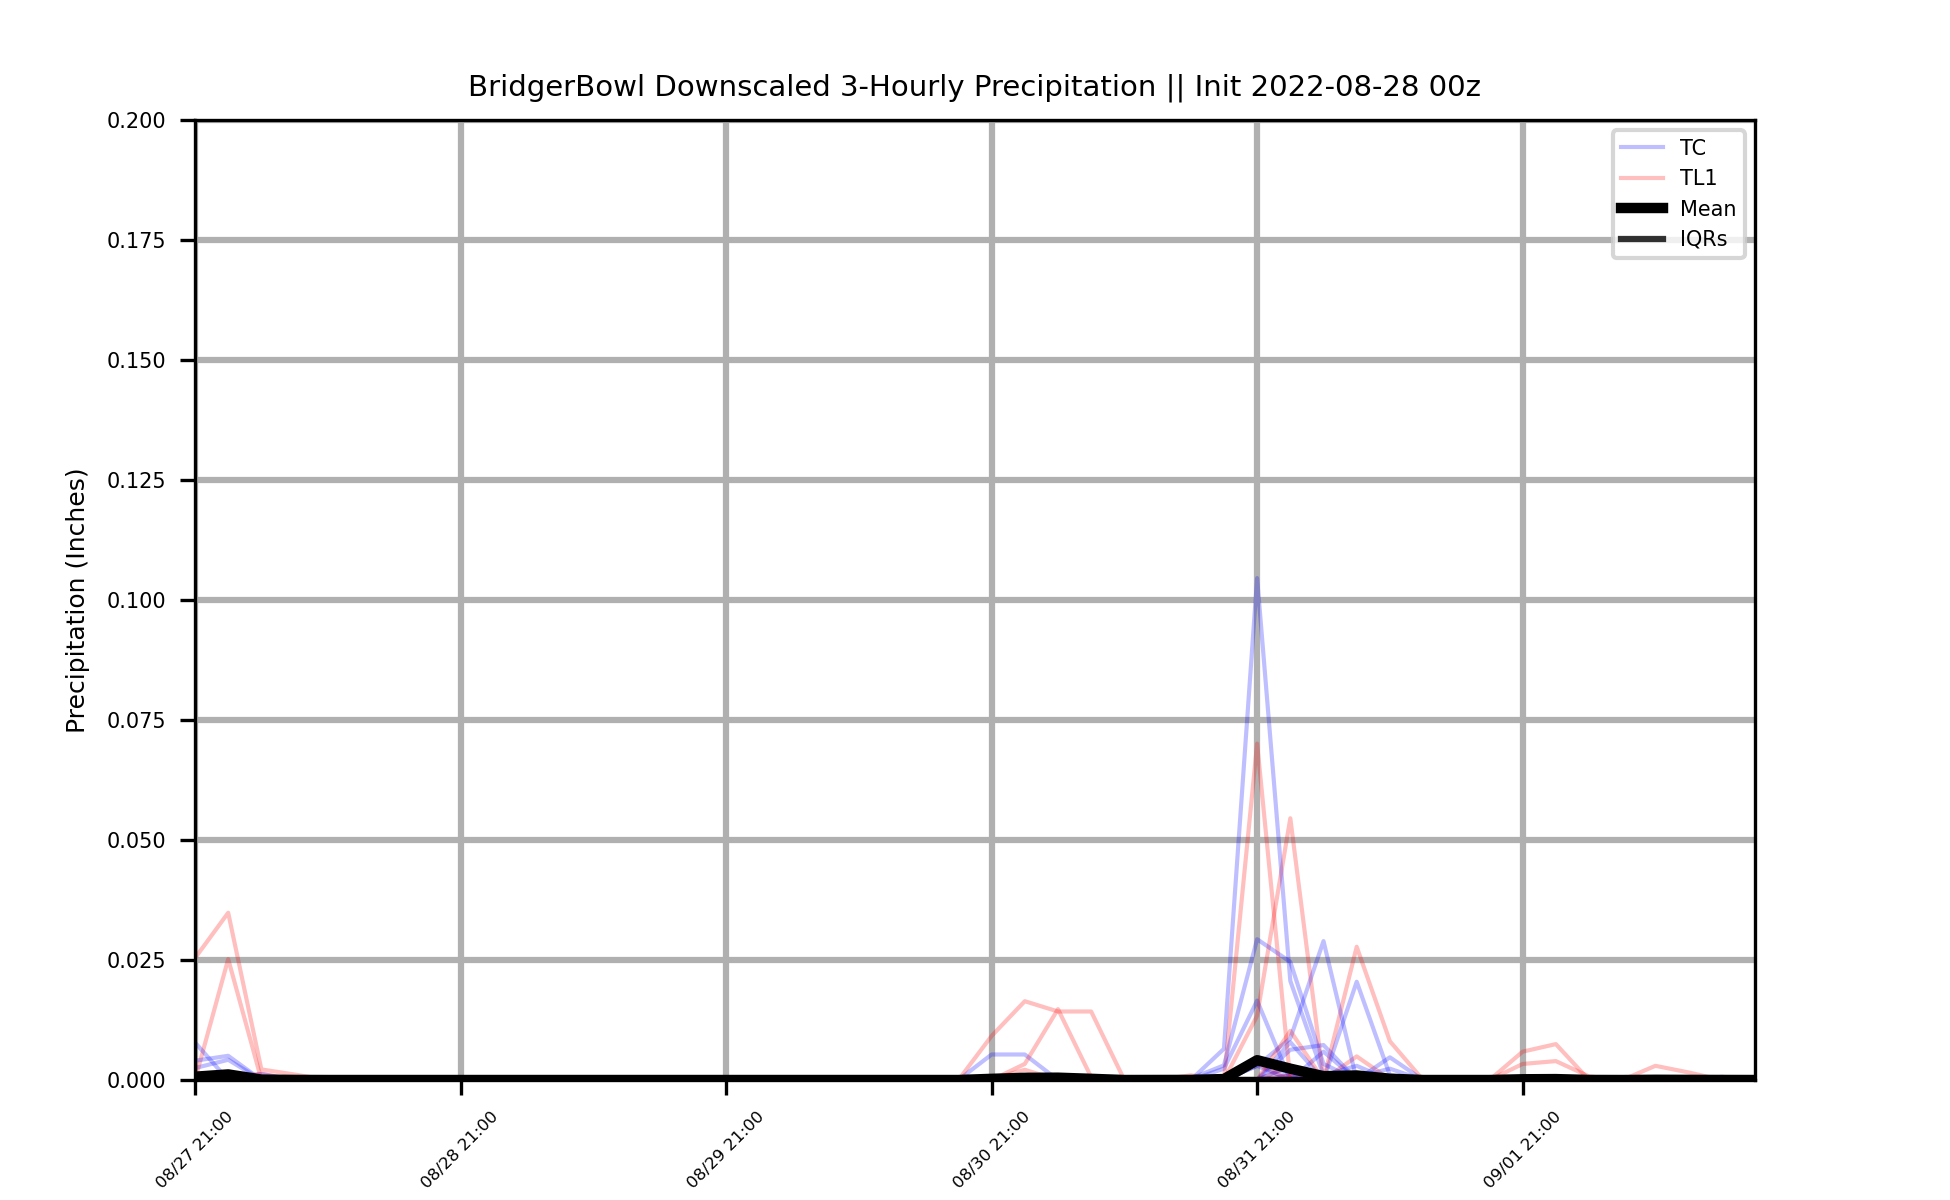 BridgerBowl Downscaled 3-Hourly Precipitation || Init 2022-08-28 00z
Precipitation (Inches)
0.200
0.175
0.150
0.125
0.100
0.075
0.050
0.025
0.000
TC
TL1
Mean
IQRs
08/27 21:00
08/28 21:00
08/29 21:00
08/30 21:00
08/31 21:00
09/01 21:00